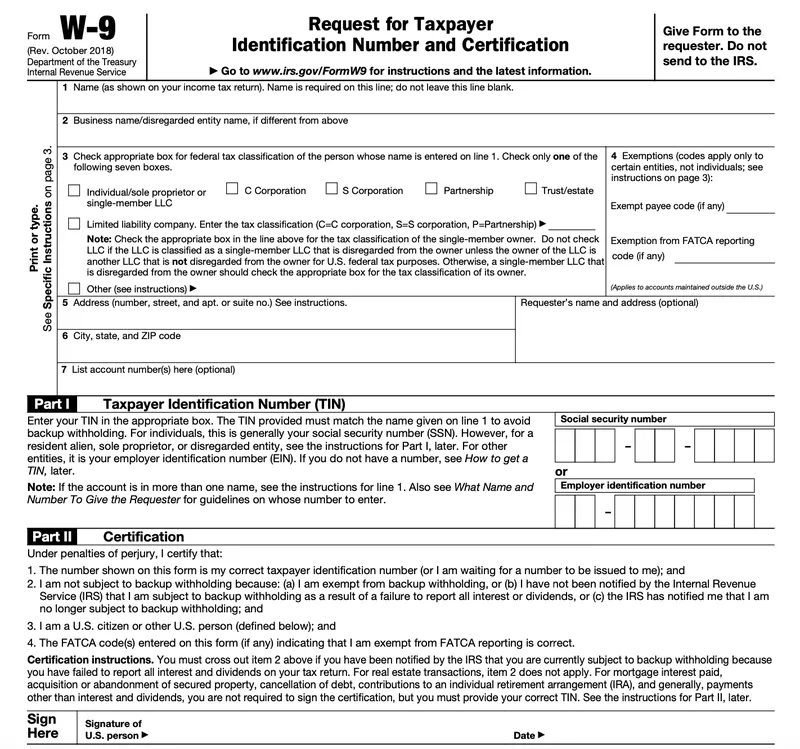 Form W-9
(Rev. October 2018)
Department of the Treasury
Internal Revenue Service
Request for Taxpayer
Identification Number and Certification
▶ Go to www.irs.gov/FormW9 for instructions and the latest information.
Give Form to the
requester. Do not
send to the IRS.
Print or type.
See Specific Instructions on page 3.
1 Name (as shown on your income tax return). Name is required on this line; do not leave this line blank.
2 Business name/disregarded entity name, if different from above
3 Check appropriate box for federal tax classification of the person whose name is entered on line 1. Check only one of the
following seven boxes.
Individual/sole proprietor or
single-member LLC
C Corporation
S Corporation
Partnership
Trust/estate
Limited liability company. Enter the tax classification (C=C corporation, S=S corporation, P=Partnership) ▶
Note: Check the appropriate box in the line above for the tax classification of the single-member owner. Do not check
LLC if the LLC is classified as a single-member LLC that is disregarded from the owner unless the owner of the LLC is
another LLC that is not disregarded from the owner for U.S. federal tax purposes. Otherwise, a single-member LLC that
is disregarded from the owner should check the appropriate box for the tax classification of its owner.
Other (see instructions) ▶
4 Exemptions (codes apply only to
certain entities, not individuals; see
instructions on page 3):
Exempt payee code (if any)
Exemption from FATCA reporting
code (if any)
(Applies to accounts maintained outside the U.S.)
5 Address (number, street, and apt. or suite no.) See instructions.
Requester's name and address (optional)
6 City, state, and ZIP code
7 List account number(s) here (optional)
Part I Taxpayer Identification Number (TIN)
Enter your TIN in the appropriate box. The TIN provided must match the name given on line 1 to avoid
backup withholding. For individuals, this is generally your social security number (SSN). However, for a
resident alien, sole proprietor, or disregarded entity, see the instructions for Part I, later. For other
entities, it is your employer identification number (EIN). If you do not have a number, see How to get a
TIN, later.
Note: If the account is in more than one name, see the instructions for line 1. Also see What Name and
Number To Give the Requester for guidelines on whose number to enter.
Social security number
– –
or
Employer identification number
–
Part II Certification
Under penalties of perjury, I certify that:
1. The number shown on this form is my correct taxpayer identification number (or I am waiting for a number to be issued to me); and
2. I am not subject to backup withholding because: (a) I am exempt from backup withholding, or (b) I have not been notified by the Internal Revenue
Service (IRS) that I am subject to backup withholding as a result of a failure to report all interest or dividends, or (c) the IRS has notified me that I am
no longer subject to backup withholding; and
3. I am a U.S. citizen or other U.S. person (defined below); and
4. The FATCA code(s) entered on this form (if any) indicating that I am exempt from FATCA reporting is correct.
Certification instructions. You must cross out item 2 above if you have been notified by the IRS that you are currently subject to backup withholding because
you have failed to report all interest and dividends on your tax return. For real estate transactions, item 2 does not apply. For mortgage interest paid,
acquisition or abandonment of secured property, cancellation of debt, contributions to an individual retirement arrangement (IRA), and generally, payments
other than interest and dividends, you are not required to sign the certification, but you must provide your correct TIN. See the instructions for Part II, later.
Sign
Here
Signature of
U.S. person ▶
Date ▶